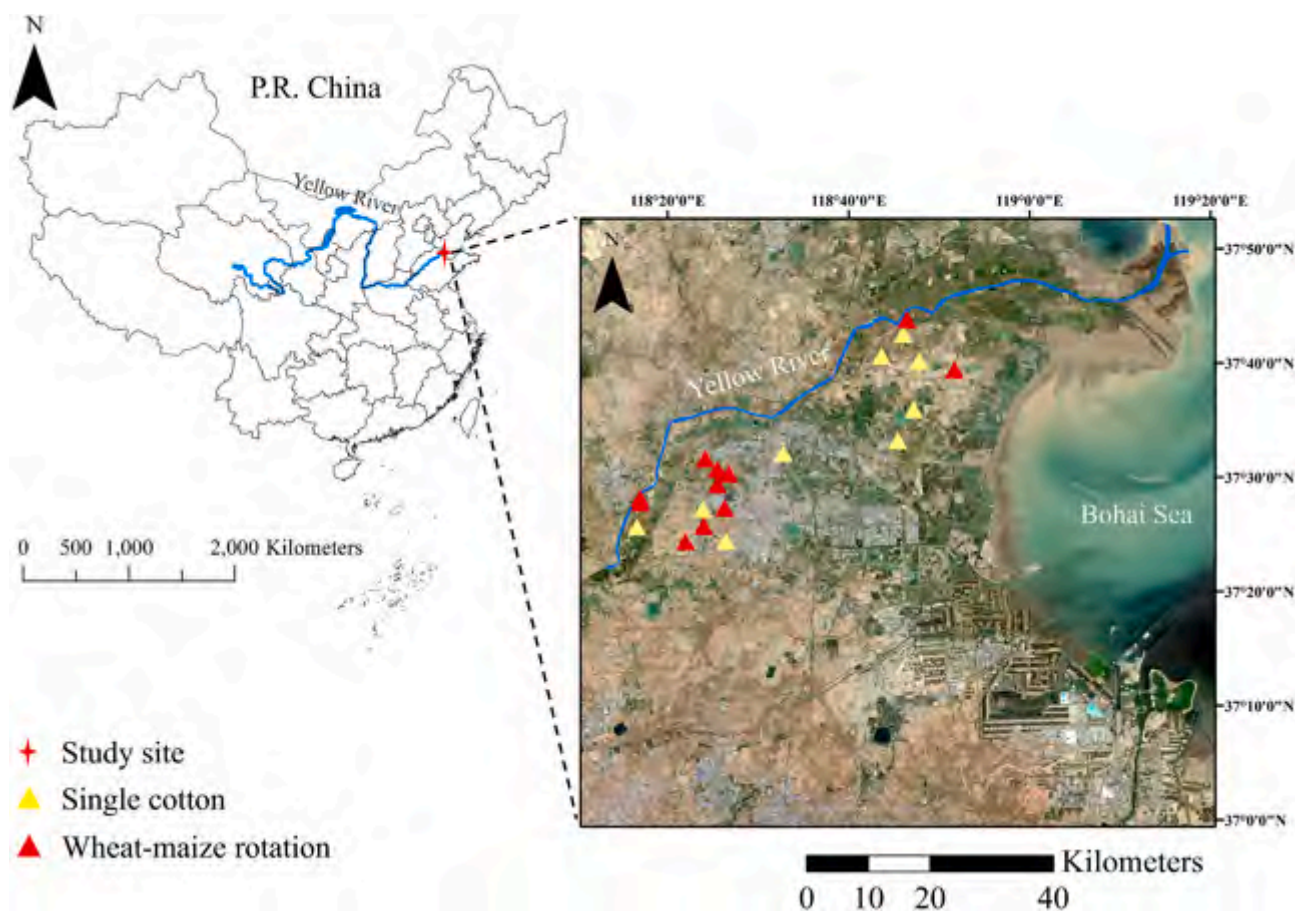 N
P.R. China
Yellow River
0 500 1,000 2,000 Kilometers
Study site
Single cotton
Wheat-maize rotation
118°20'0"E 118°40'0"E 119°0'0"E 119°20'0"E
N
37°50'0"N
37°40'0"N
37°30'0"N
37°20'0"N
37°10'0"N
37°0'0"N
Yellow River
Bohai Sea
Kilometers
0 10 20 40